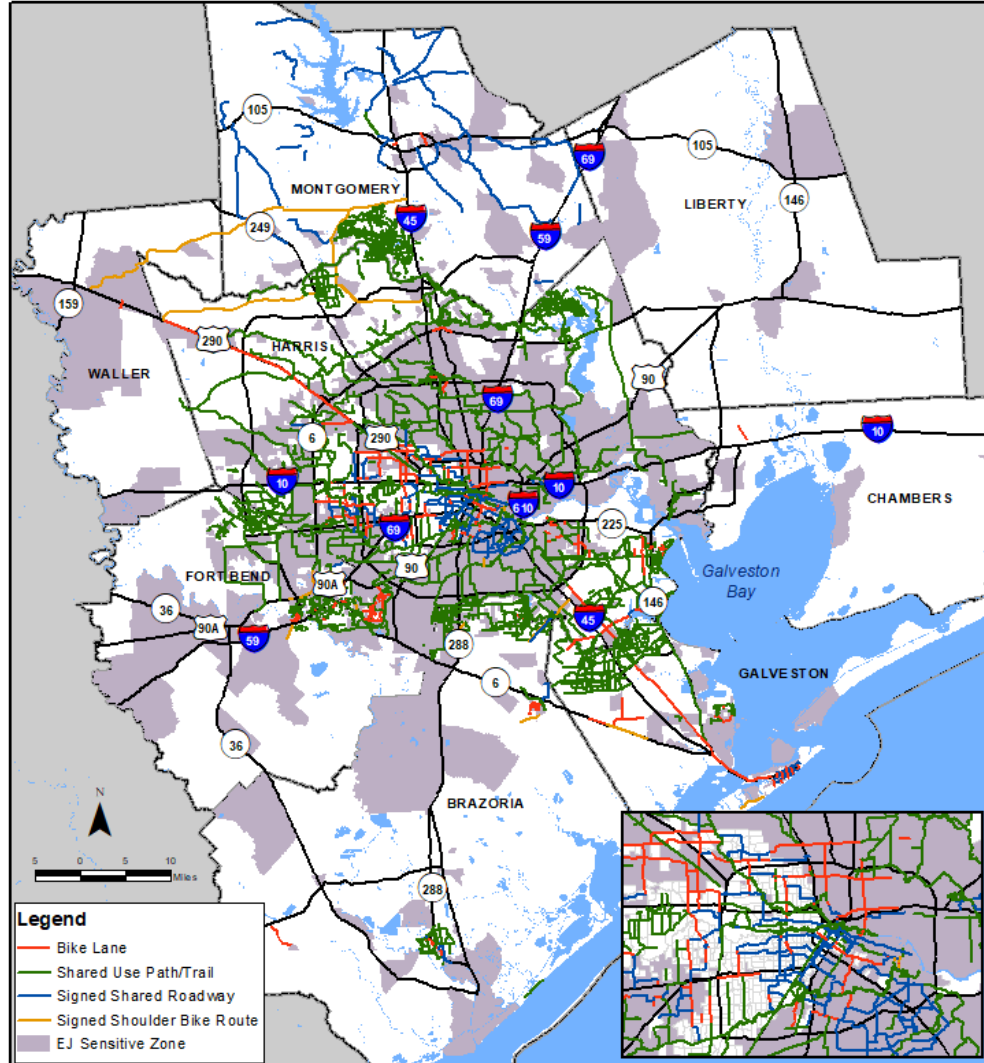 105
69
105
MONTGOMERY
LIBERTY
146
45
249
59
159
290
HARRIS
WALLER
90
69
6
290
10
10
10
610
CHAMBERS
69
225
90
Galveston
Bay
FORT BEND
90A
36
146
90A
45
59
288
GALVESTON
6
36
N
BRAZORIA
5 0 5 10
Miles
288
Legend
Bike Lane
Shared Use Path/Trail
Signed Shared Roadway
Signed Shoulder Bike Route
EJ Sensitive Zone